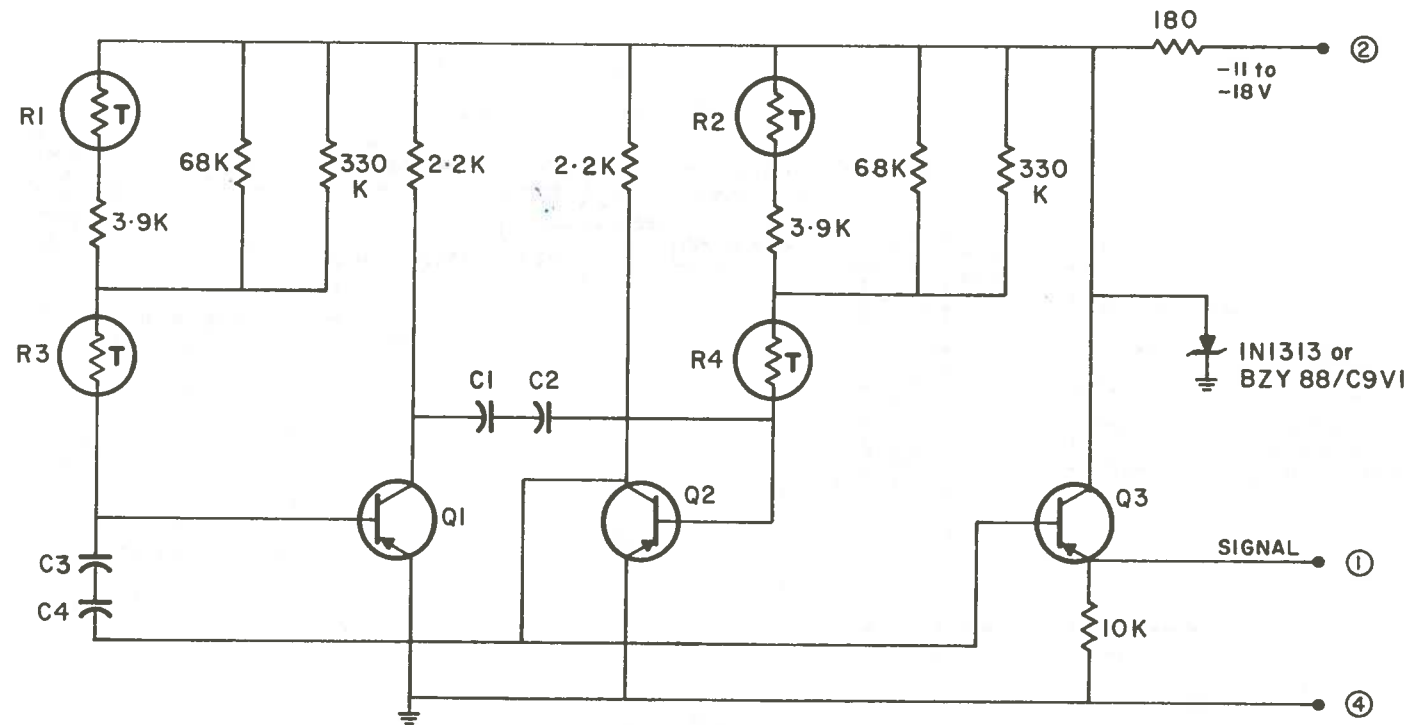 180
②
-11 to
-18V
R1
T
R2
T
68K
330
K
2·2K
2·2K
68K
330
K
3·9K
3·9K
R3
T
R4
T
IN1313 or
BZY 88/C9V1
C1
C2
Q1
Q2
Q3
SIGNAL
①
C3
C4
10K
④